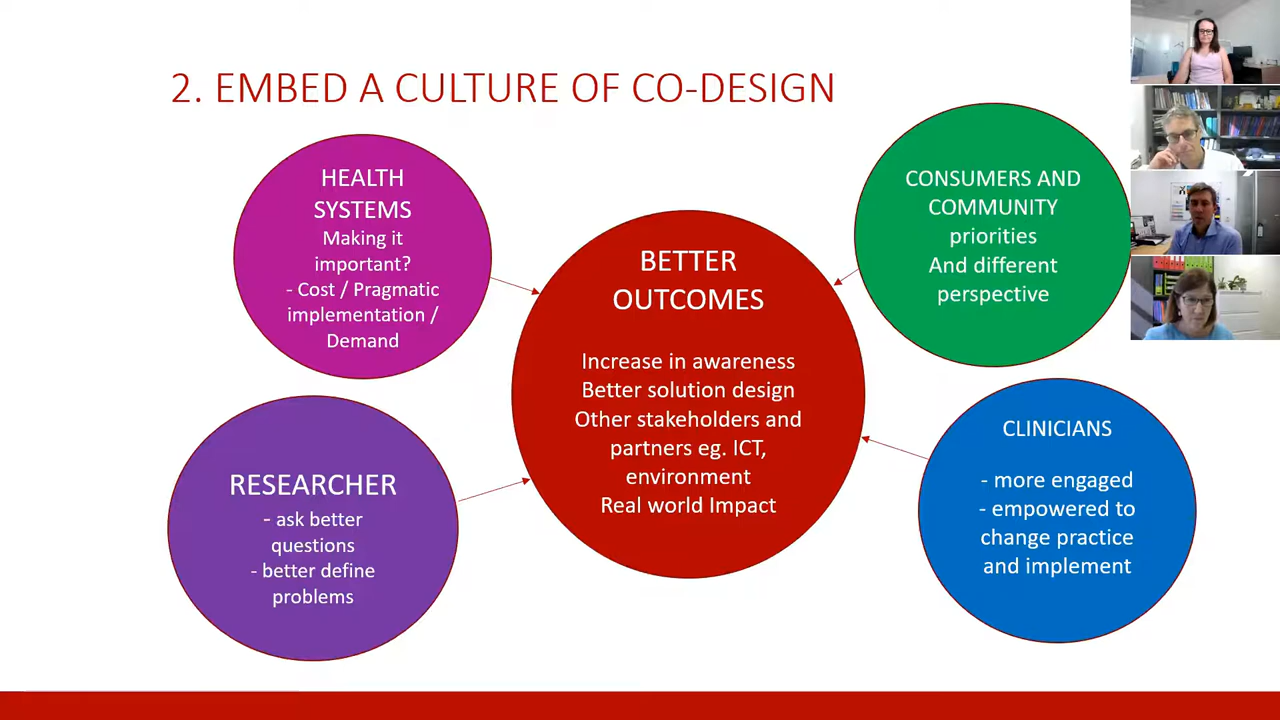 2. EMBED A CULTURE OF CO-DESIGN
HEALTH
SYSTEMS
Making it
important?
- Cost / Pragmatic
implementation /
Demand
RESEARCHER
- ask better
questions
- better define
problems
BETTER
OUTCOMES
Increase in awareness
Better solution design
Other stakeholders and
partners eg. ICT,
environment
Real world Impact
CONSUMERS AND
COMMUNITY
priorities
And different
perspective
CLINICIANS
- more engaged
- empowered to
change practice
and implement